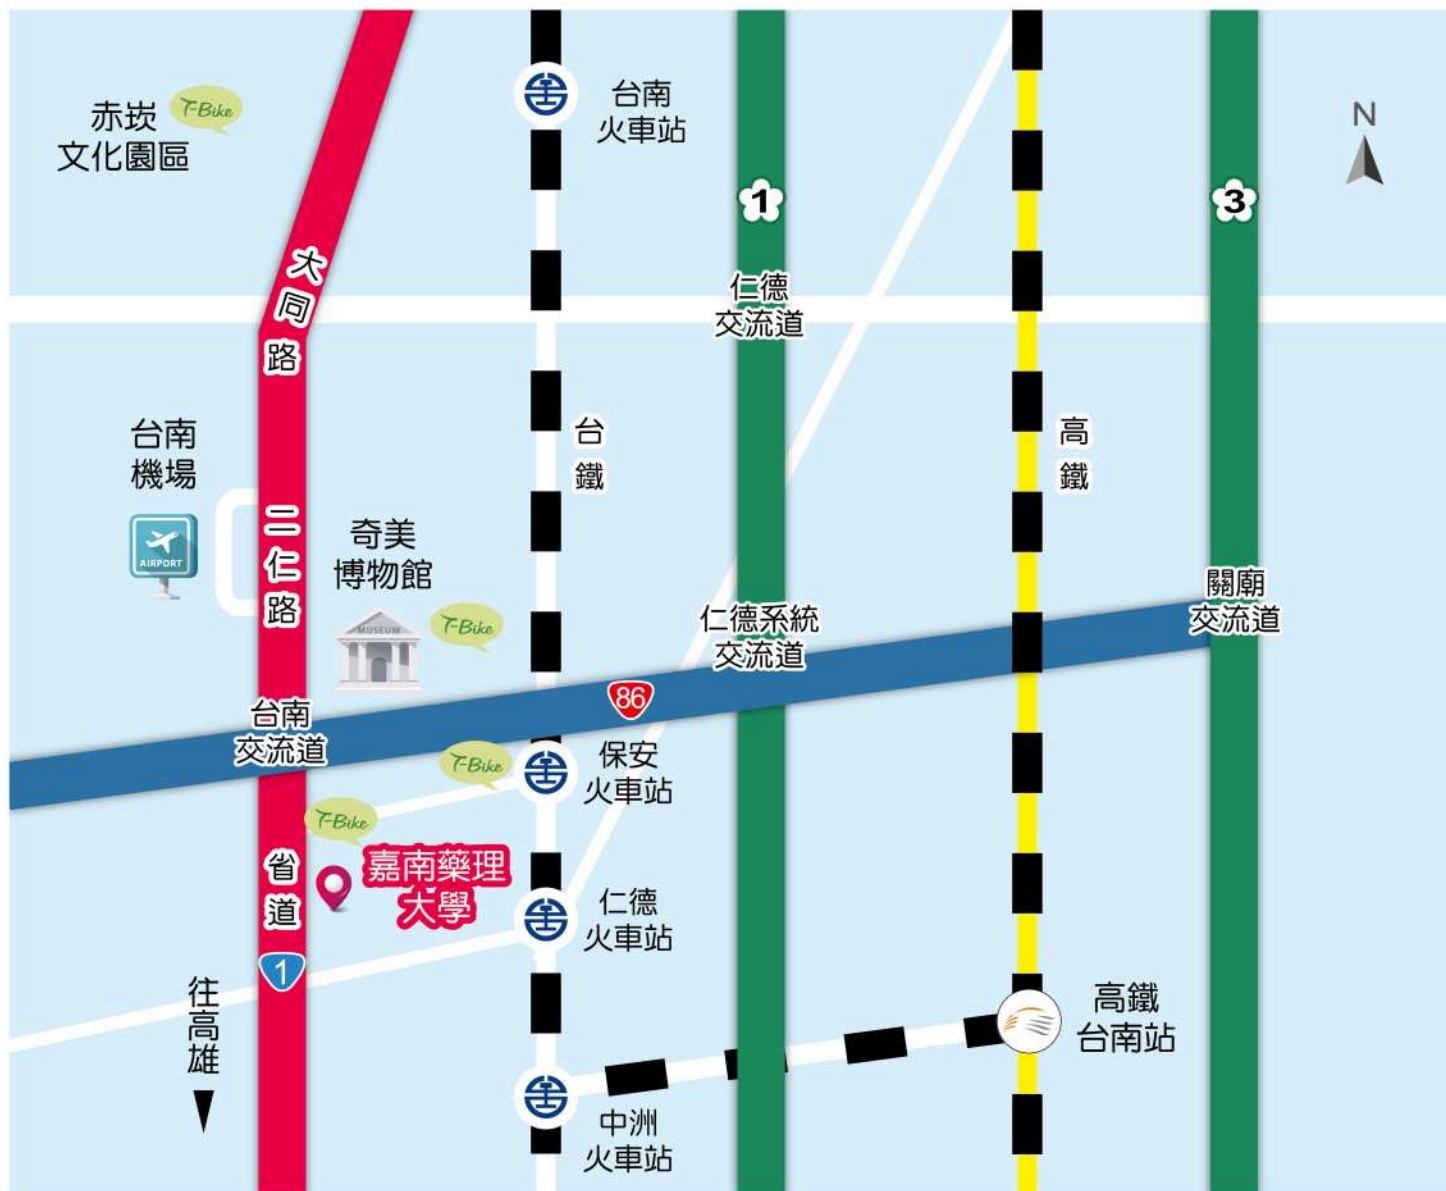 赤崁
文化園區
T-Bike
台南
火車站
N
1
3
大同路
仁德
交流道
台鐵
高鐵
台南
機場
AIRPORT
二仁路
奇美
博物館
MUSEUM
T-Bike
仁德系統
交流道
關廟
交流道
86
台南
交流道
T-Bike
保安
火車站
T-Bike
嘉南藥理
大學
省道
1
仁德
火車站
往高雄
高鐵
台南站
中洲
火車站